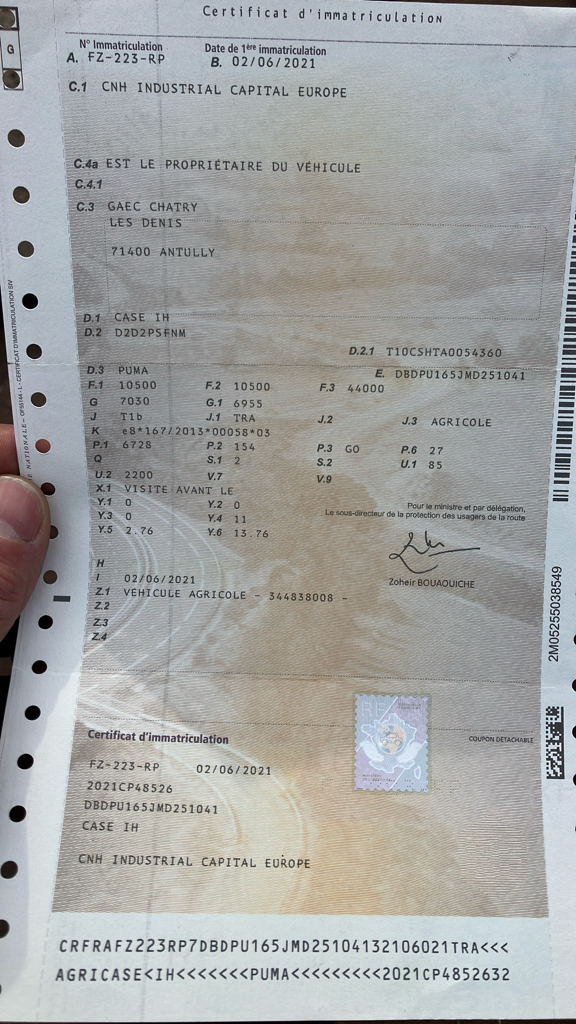 Certificat d'immatriculation
G
N° Immatriculation
A. FZ-223-RP
Date de 1ère immatriculation
B. 02/06/2021
C.1 CNH INDUSTRIAL CAPITAL EUROPE
C.4a EST LE PROPRIÉTAIRE DU VÉHICULE
C.4.1
C.3 GAEC CHATRY
LES DENIS
71400 ANTULLY
D.1 CASE IH
D.2 D2D2PSFNM
D.2.1 T10CSHTA0054360
D.3 PUMA E. DBDPU165JMD251041
F.1 10500 F.2 10500 F.3 44000
G 7030 G.1 6955
J T1b J.1 TRA J.2 J.3 AGRICOLE
K e8*167/2013*00058*03
P.1 6728 P.2 154 P.3 GO P.6 27
Q S.1 2 S.2 U.1 85
U.2 2200 V.7 V.9
X.1 VISITE AVANT LE
Y.1 0 Y.2 0
Y.3 0 Y.4 11
Y.5 2.76 Y.6 13.76
Pour le ministre et par délégation,
Le sous-directeur de la protection des usagers de la route
Zoheir BOUAOUICHE
H
I 02/06/2021
Z.1 VEHICULE AGRICOLE - 344838008 -
Z.2
Z.3
Z.4
2M05255038549
RF
Certificat d'immatriculation
COUPON DÉTACHABLE
FZ-223-RP 02/06/2021
2021CP48526
DBDPU165JMD251041
CASE IH
CNH INDUSTRIAL CAPITAL EUROPE
CRFRAFZ223RP7DBDPU165JMD25104132106021TRA<<<
AGRICASE<IH<<<<<<<PUMA<<<<<<<<<2021CP4852632